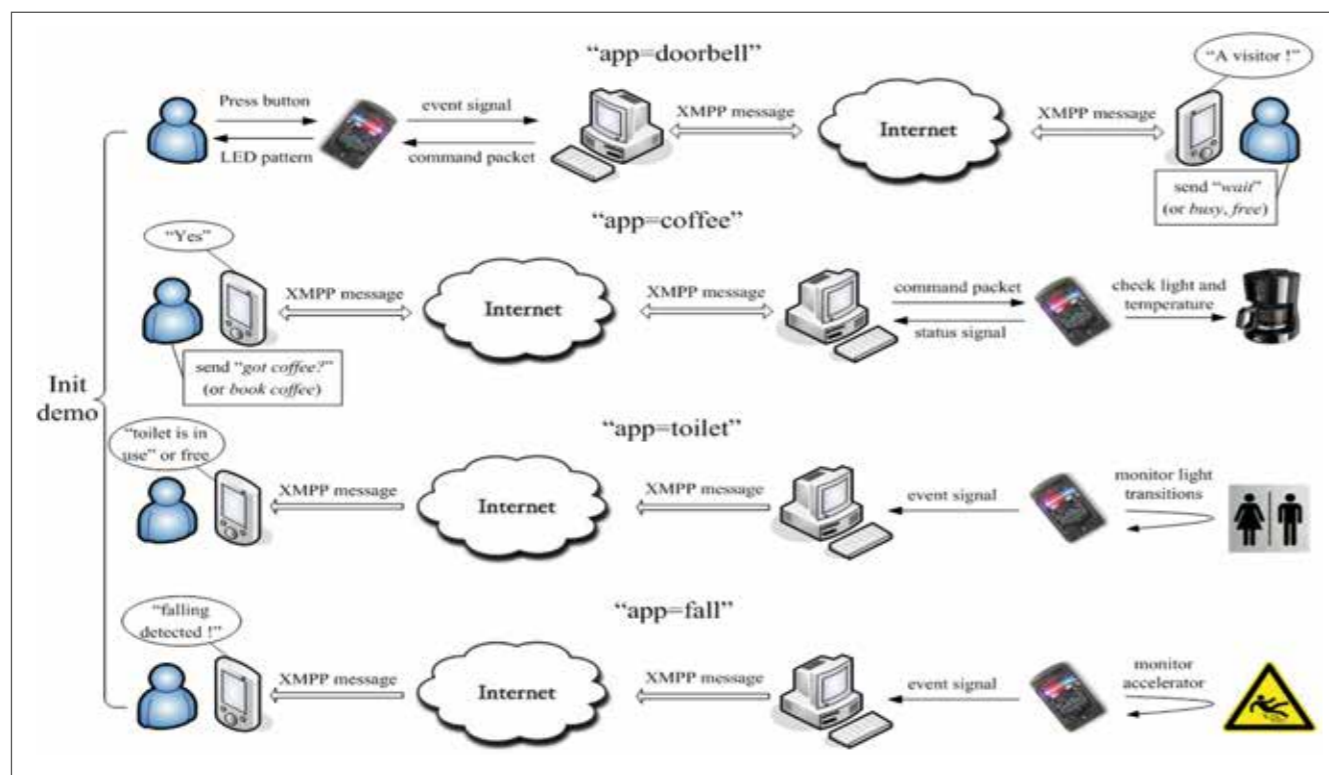 “app=doorbell”
“A visitor !”
Press button
event signal
XMPP message
Internet
XMPP message
LED pattern
command packet
send “wait”
(or busy, free)
“app=coffee”
“Yes”
XMPP message
Internet
XMPP message
command packet
check light and
temperature
status signal
send “got coffee?”
(or book coffee)
Init
demo
“app=toilet”
“toilet is in
use” or free
XMPP message
Internet
XMPP message
event signal
monitor light
transitions
“app=fall”
“falling
detected !”
XMPP message
Internet
XMPP message
event signal
monitor
accelerator